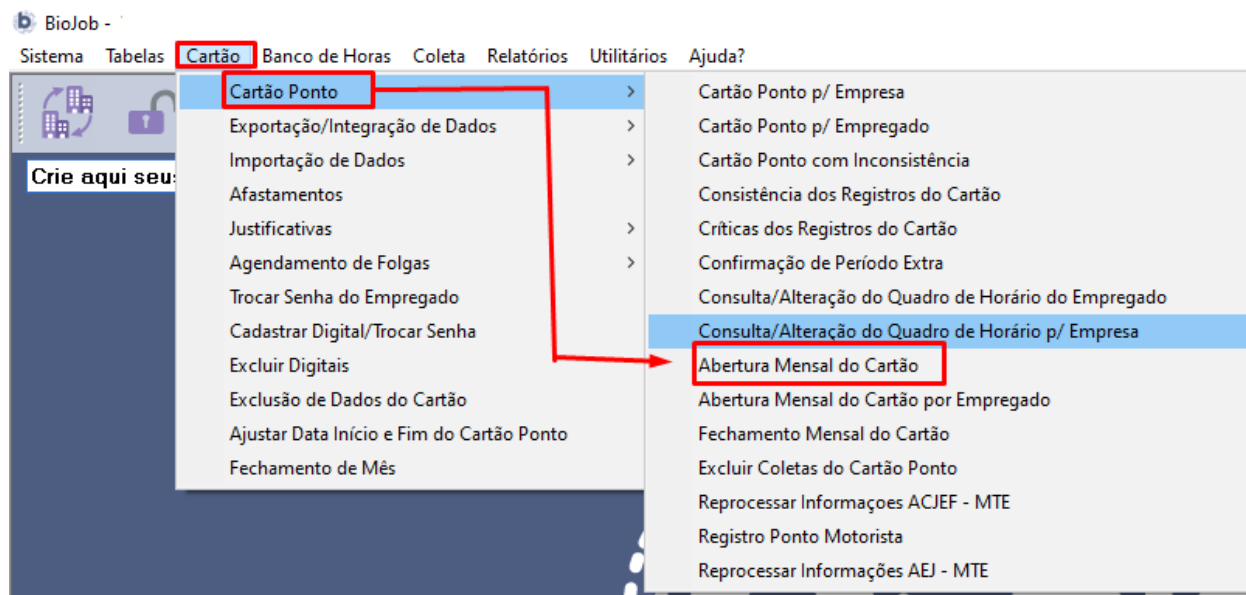 BioJob -
Sistema Tabelas Cartão Banco de Horas Coleta Relatórios Utilitários Ajuda?
Crie aqui seu
Cartão Ponto
Exportação/Integração de Dados
Importação de Dados
Afastamentos
Justificativas
Agendamento de Folgas
Trocar Senha do Empregado
Cadastrar Digital/Trocar Senha
Excluir Digitais
Exclusão de Dados do Cartão
Ajustar Data Início e Fim do Cartão Ponto
Fechamento de Mês
Cartão Ponto p/ Empresa
Cartão Ponto p/ Empregado
Cartão Ponto com Inconsistência
Consistência dos Registros do Cartão
Críticas dos Registros do Cartão
Confirmação de Período Extra
Consulta/Alteração do Quadro de Horário do Empregado
Consulta/Alteração do Quadro de Horário p/ Empresa
Abertura Mensal do Cartão
Abertura Mensal do Cartão por Empregado
Fechamento Mensal do Cartão
Excluir Coletas do Cartão Ponto
Reprocessar Informaçoes ACJEF - MTE
Registro Ponto Motorista
Reprocessar Informações AEJ - MTE